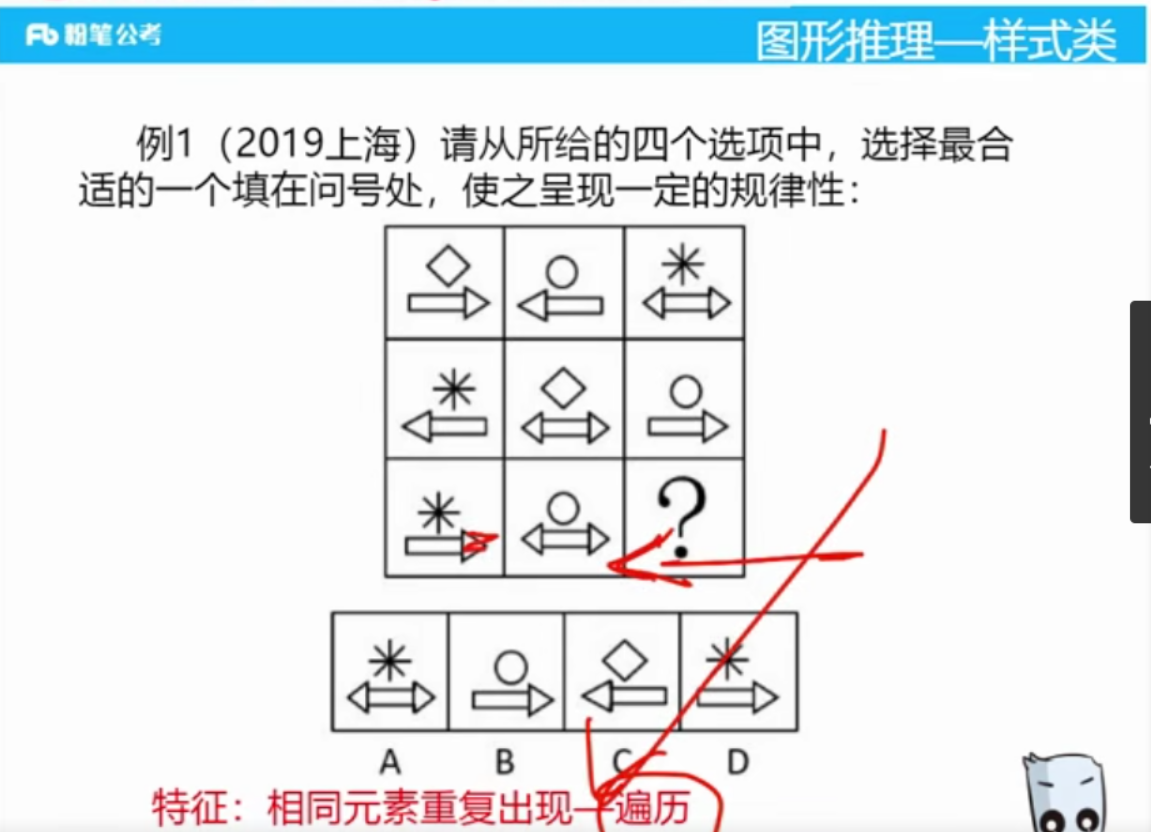 Fb 粉笔公考
图形推理—样式类
例1（2019上海）请从所给的四个选项中，选择最合
适的一个填在问号处，使之呈现一定的规律性：
?
A B C D
特征：相同元素重复出现—遍历